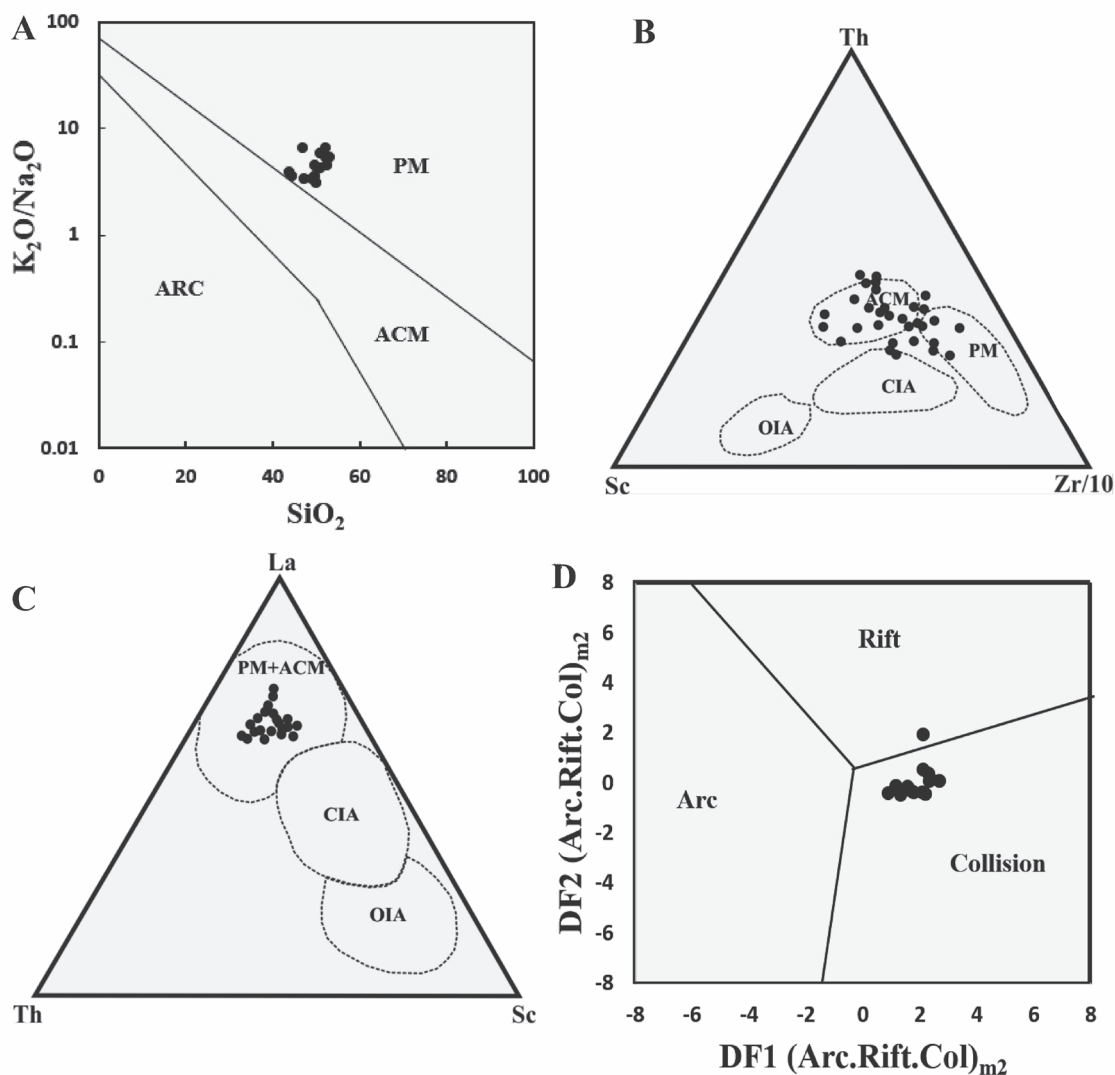 A
100
10
1
0.1
0.01
K₂O/Na₂O
PM
ARC
ACM
0 20 40 60 80 100
SiO₂
B
Th
ACM
PM
CIA
OIA
Sc Zr/10
C
La
PM+ACM
CIA
OIA
Th Sc
D
8
6
4
2
0
-2
-4
-6
-8
DF2 (Arc.Rift.Col)m2
Rift
Arc
Collision
-8 -6 -4 -2 0 2 4 6 8
DF1 (Arc.Rift.Col)m2